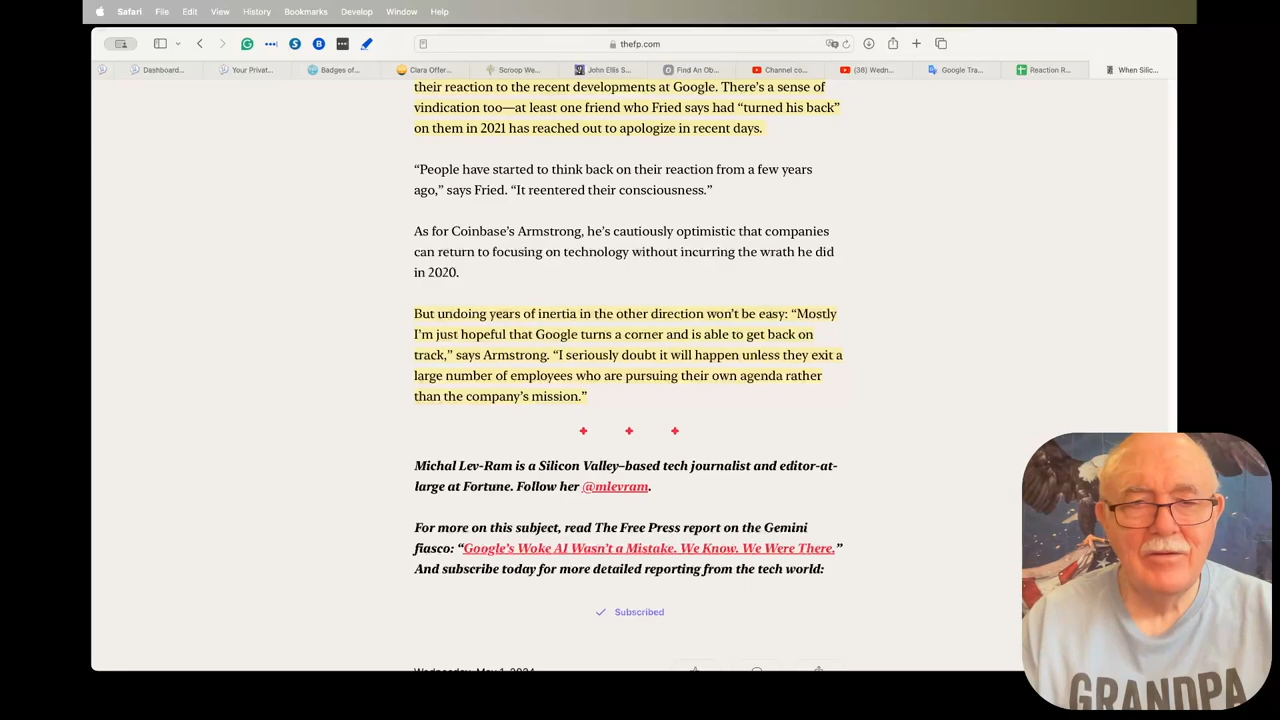 Safari File Edit View History Bookmarks Develop Window Help
thefp.com
Dashboard... Your Privat... Badges of... Clara Offer... Scroop We... John Ellis S... Find An Ob... Channel co... (38) Wedn... Google Tra... Reaction R... When Silic...
their reaction to the recent developments at Google. There’s a sense of
vindication too—at least one friend who Fried says had “turned his back”
on them in 2021 has reached out to apologize in recent days.
“People have started to think back on their reaction from a few years
ago,” says Fried. “It reentered their consciousness.”
As for Coinbase’s Armstrong, he’s cautiously optimistic that companies
can return to focusing on technology without incurring the wrath he did
in 2020.
But undoing years of inertia in the other direction won’t be easy: “Mostly
I’m just hopeful that Google turns a corner and is able to get back on
track,” says Armstrong. “I seriously doubt it will happen unless they exit a
large number of employees who are pursuing their own agenda rather
than the company’s mission.”
Michal Lev-Ram is a Silicon Valley–based tech journalist and editor-at-
large at Fortune. Follow her @mlevram.
For more on this subject, read The Free Press report on the Gemini
fiasco: “Google’s Woke AI Wasn’t a Mistake. We Know. We Were There.”
And subscribe today for more detailed reporting from the tech world:
Subscribed
Wednesday, May 1, 2024
GRANDPA